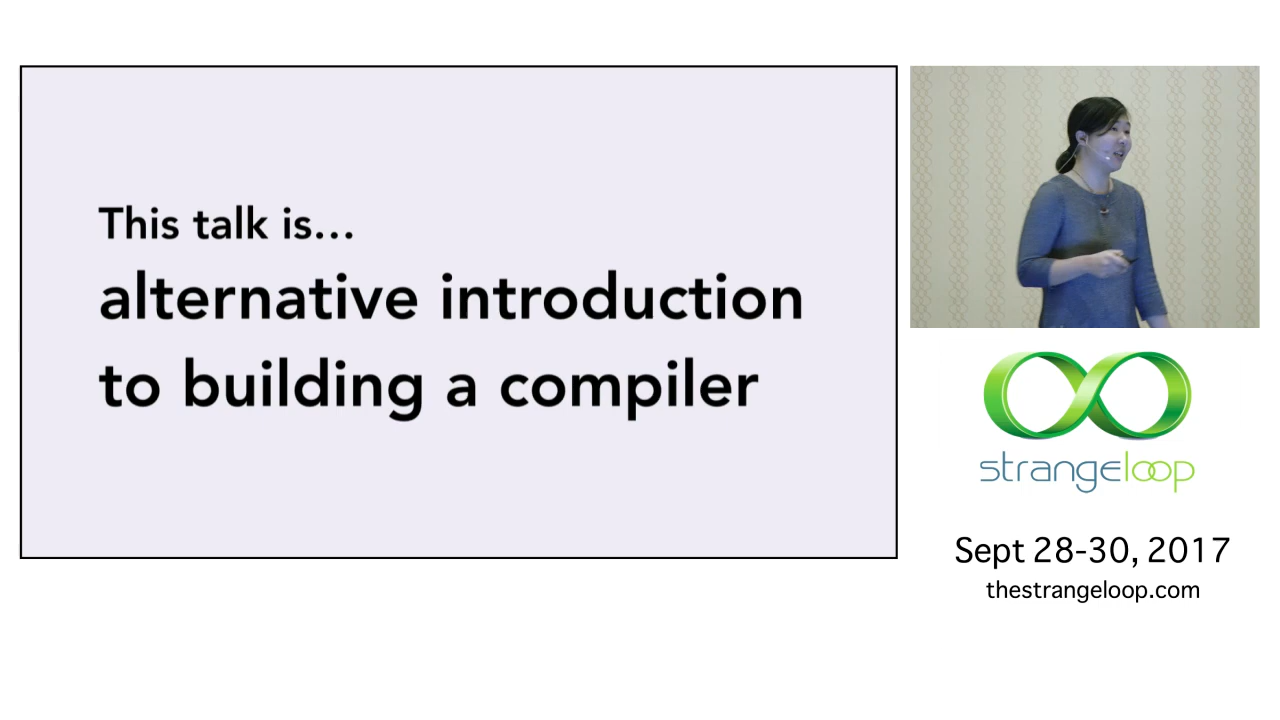 This talk is...
alternative introduction
to building a compiler
strangeloop
Sept 28-30, 2017
thestrangeloop.com